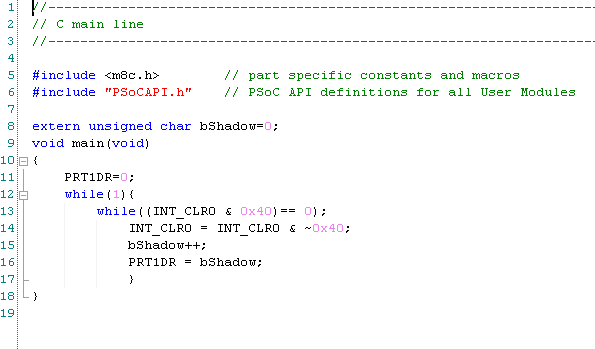 1 //---------------------------------------------------------------------
2 // C main line
3 //---------------------------------------------------------------------
4
5 #include <m8c.h>        // part specific constants and macros
6 #include "PSoCAPI.h"    // PSoC API definitions for all User Modules
7
8 extern unsigned char bShadow=0;
9 void main(void)
10 {
11     PRT1DR=0;
12     while(1){
13         while((INT_CLR0 & 0x40)== 0);
14             INT_CLR0 = INT_CLR0 & ~0x40;
15             bShadow++;
16             PRT1DR = bShadow;
17             }
18 }
19